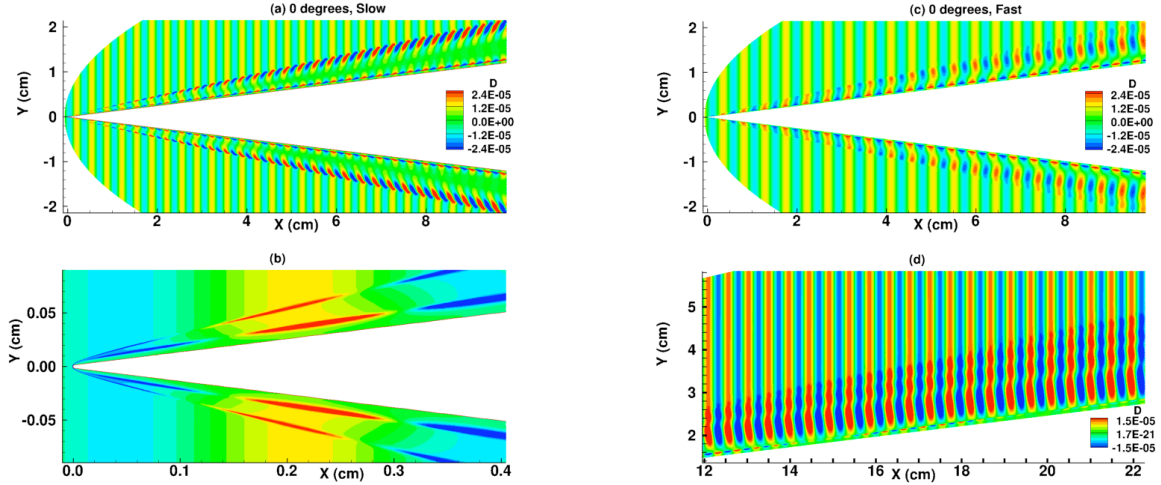 (a) 0 degrees, Slow
2
1
0
-1
-2
Y (cm)
D
2.4E-05
1.2E-05
0.0E+00
-1.2E-05
-2.4E-05
0 2 4 6 8
X (cm)
(c) 0 degrees, Fast
2
1
0
-1
-2
Y (cm)
D
2.4E-05
1.2E-05
0.0E+00
-1.2E-05
-2.4E-05
0 2 4 6 8
X (cm)
(b)
0.05
0.00
-0.05
Y (cm)
0.0 0.1 0.2 0.3 0.4
X (cm)
(d)
5
4
3
2
Y (cm)
D
1.5E-05
1.7E-21
-1.5E-05
12 14 16 18 20 22
X (cm)